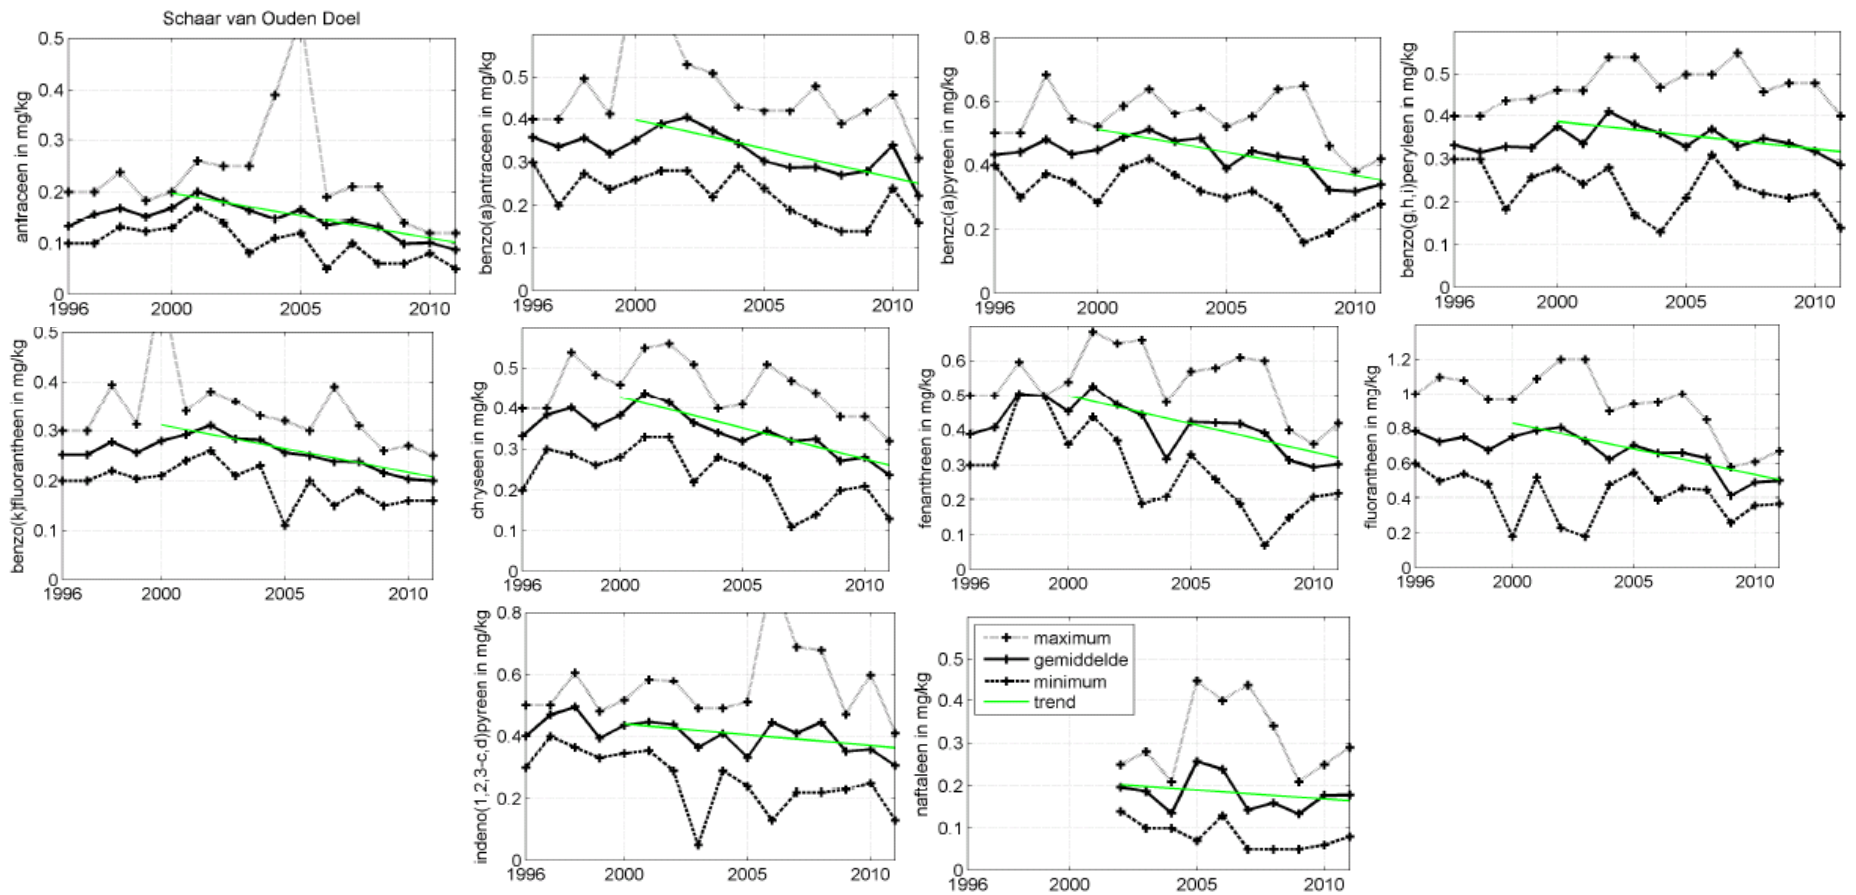 Schaar van Ouden Doel
antraceen in mg/kg
0.5
0.4
0.3
0.2
0.1
0
1996 2000 2005 2010
benzo(a)antraceen in mg/kg
0.5
0.4
0.3
0.2
0.1
0
1996 2000 2005 2010
benzo(a)pyreen in mg/kg
0.8
0.6
0.4
0.2
0
1996 2000 2005 2010
benzo(g,h,i)peryleen in mg/kg
0.5
0.4
0.3
0.2
0.1
0
1996 2000 2005 2010
benzo(k)fluorantheen in mg/kg
0.5
0.4
0.3
0.2
0.1
0
1996 2000 2005 2010
chryseen in mg/kg
0.5
0.4
0.3
0.2
0.1
0
1996 2000 2005 2010
fenanthreen in mg/kg
0.6
0.5
0.4
0.3
0.2
0.1
0
1996 2000 2005 2010
fluorantheen in mg/kg
1.2
1
0.8
0.6
0.4
0.2
0
1996 2000 2005 2010
indeno(1,2,3-c,d)pyreen in mg/kg
0.8
0.6
0.4
0.2
0
1996 2000 2005 2010
naftaleen in mg/kg
0.5
0.4
0.3
0.2
0.1
0
1996 2000 2005 2010
maximum
gemiddelde
minimum
trend